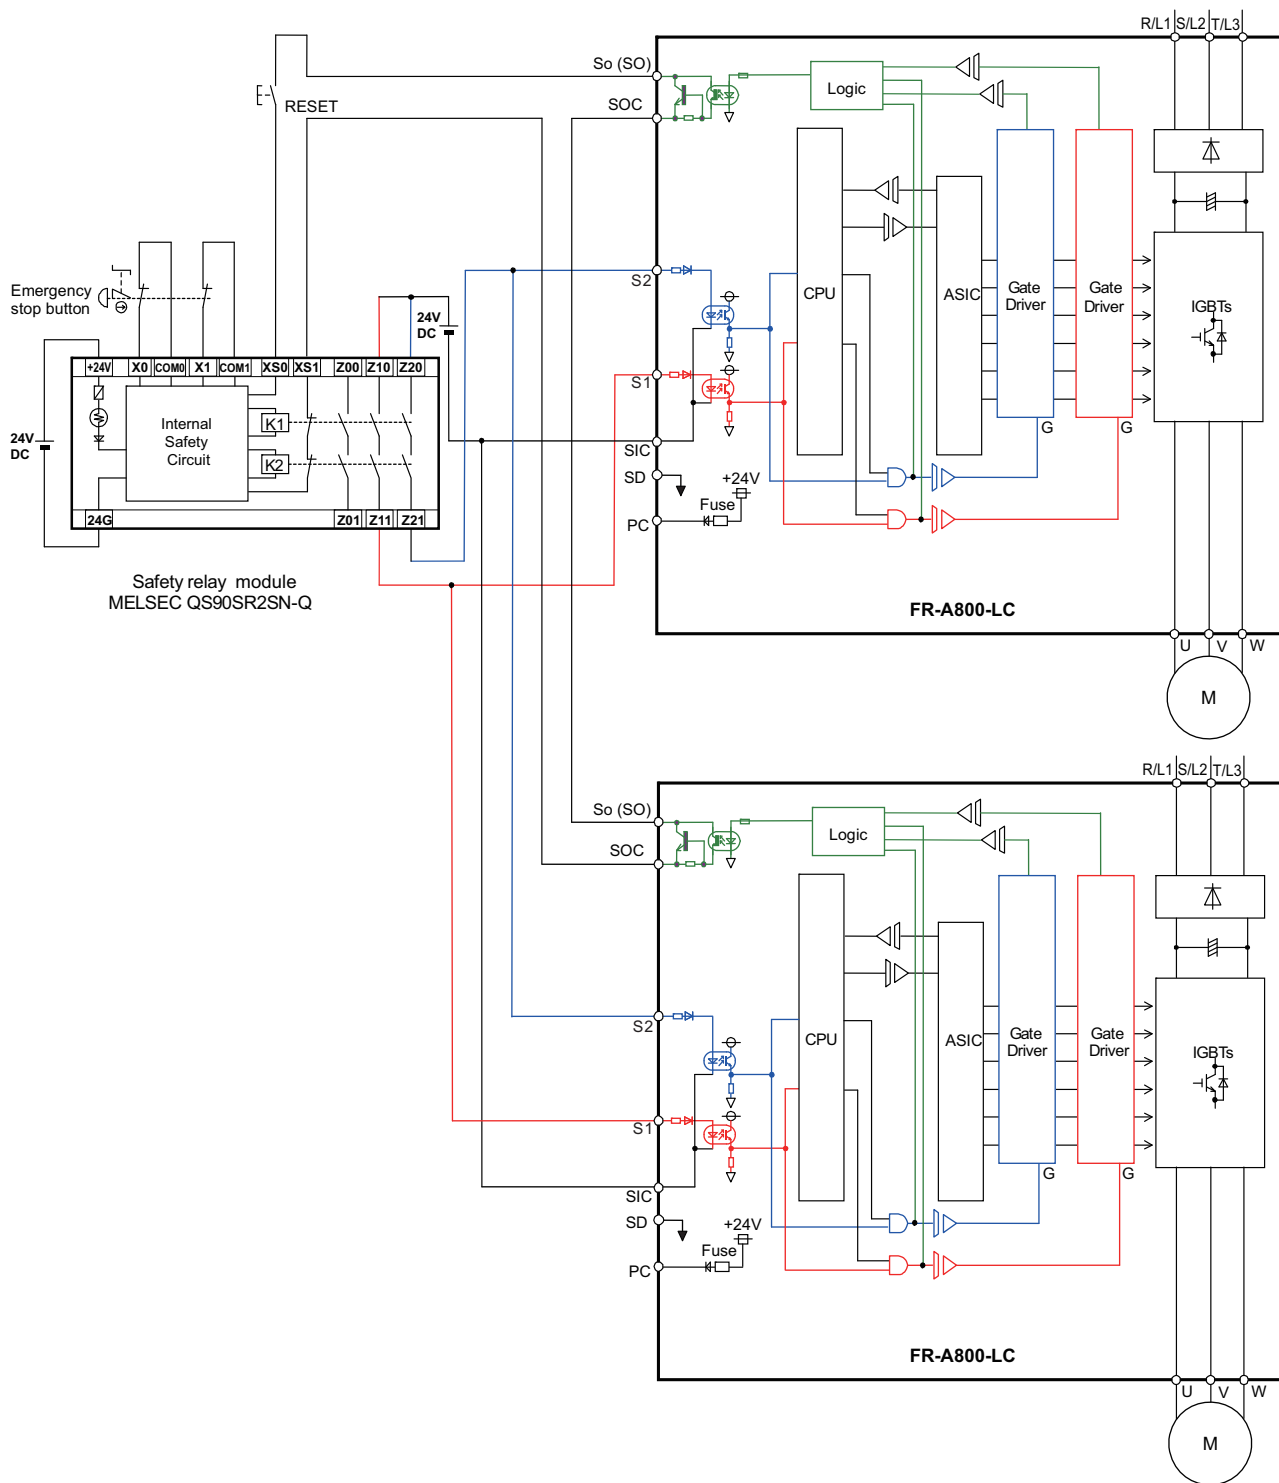 R/L1 S/L2 T/L3
So (SO)
SOC
RESET
Logic
CPU
ASIC
Gate
Driver
Gate
Driver
IGBTs
S2
S1
SIC
SD
PC
+24V
Fuse
G
G
FR-A800-LC
U
V
W
M
Emergency
stop button
24V
DC
+24V X0 COM0 X1 COM1 XS0 XS1 Z00 Z10 Z20
24V
DC
Internal
Safety
Circuit
K1
K2
24G Z01 Z11 Z21
Safety relay module
MELSEC QS90SR2SN-Q
R/L1 S/L2 T/L3
So (SO)
SOC
Logic
CPU
ASIC
Gate
Driver
Gate
Driver
IGBTs
S2
S1
SIC
SD
PC
+24V
Fuse
G
G
FR-A800-LC
U
V
W
M